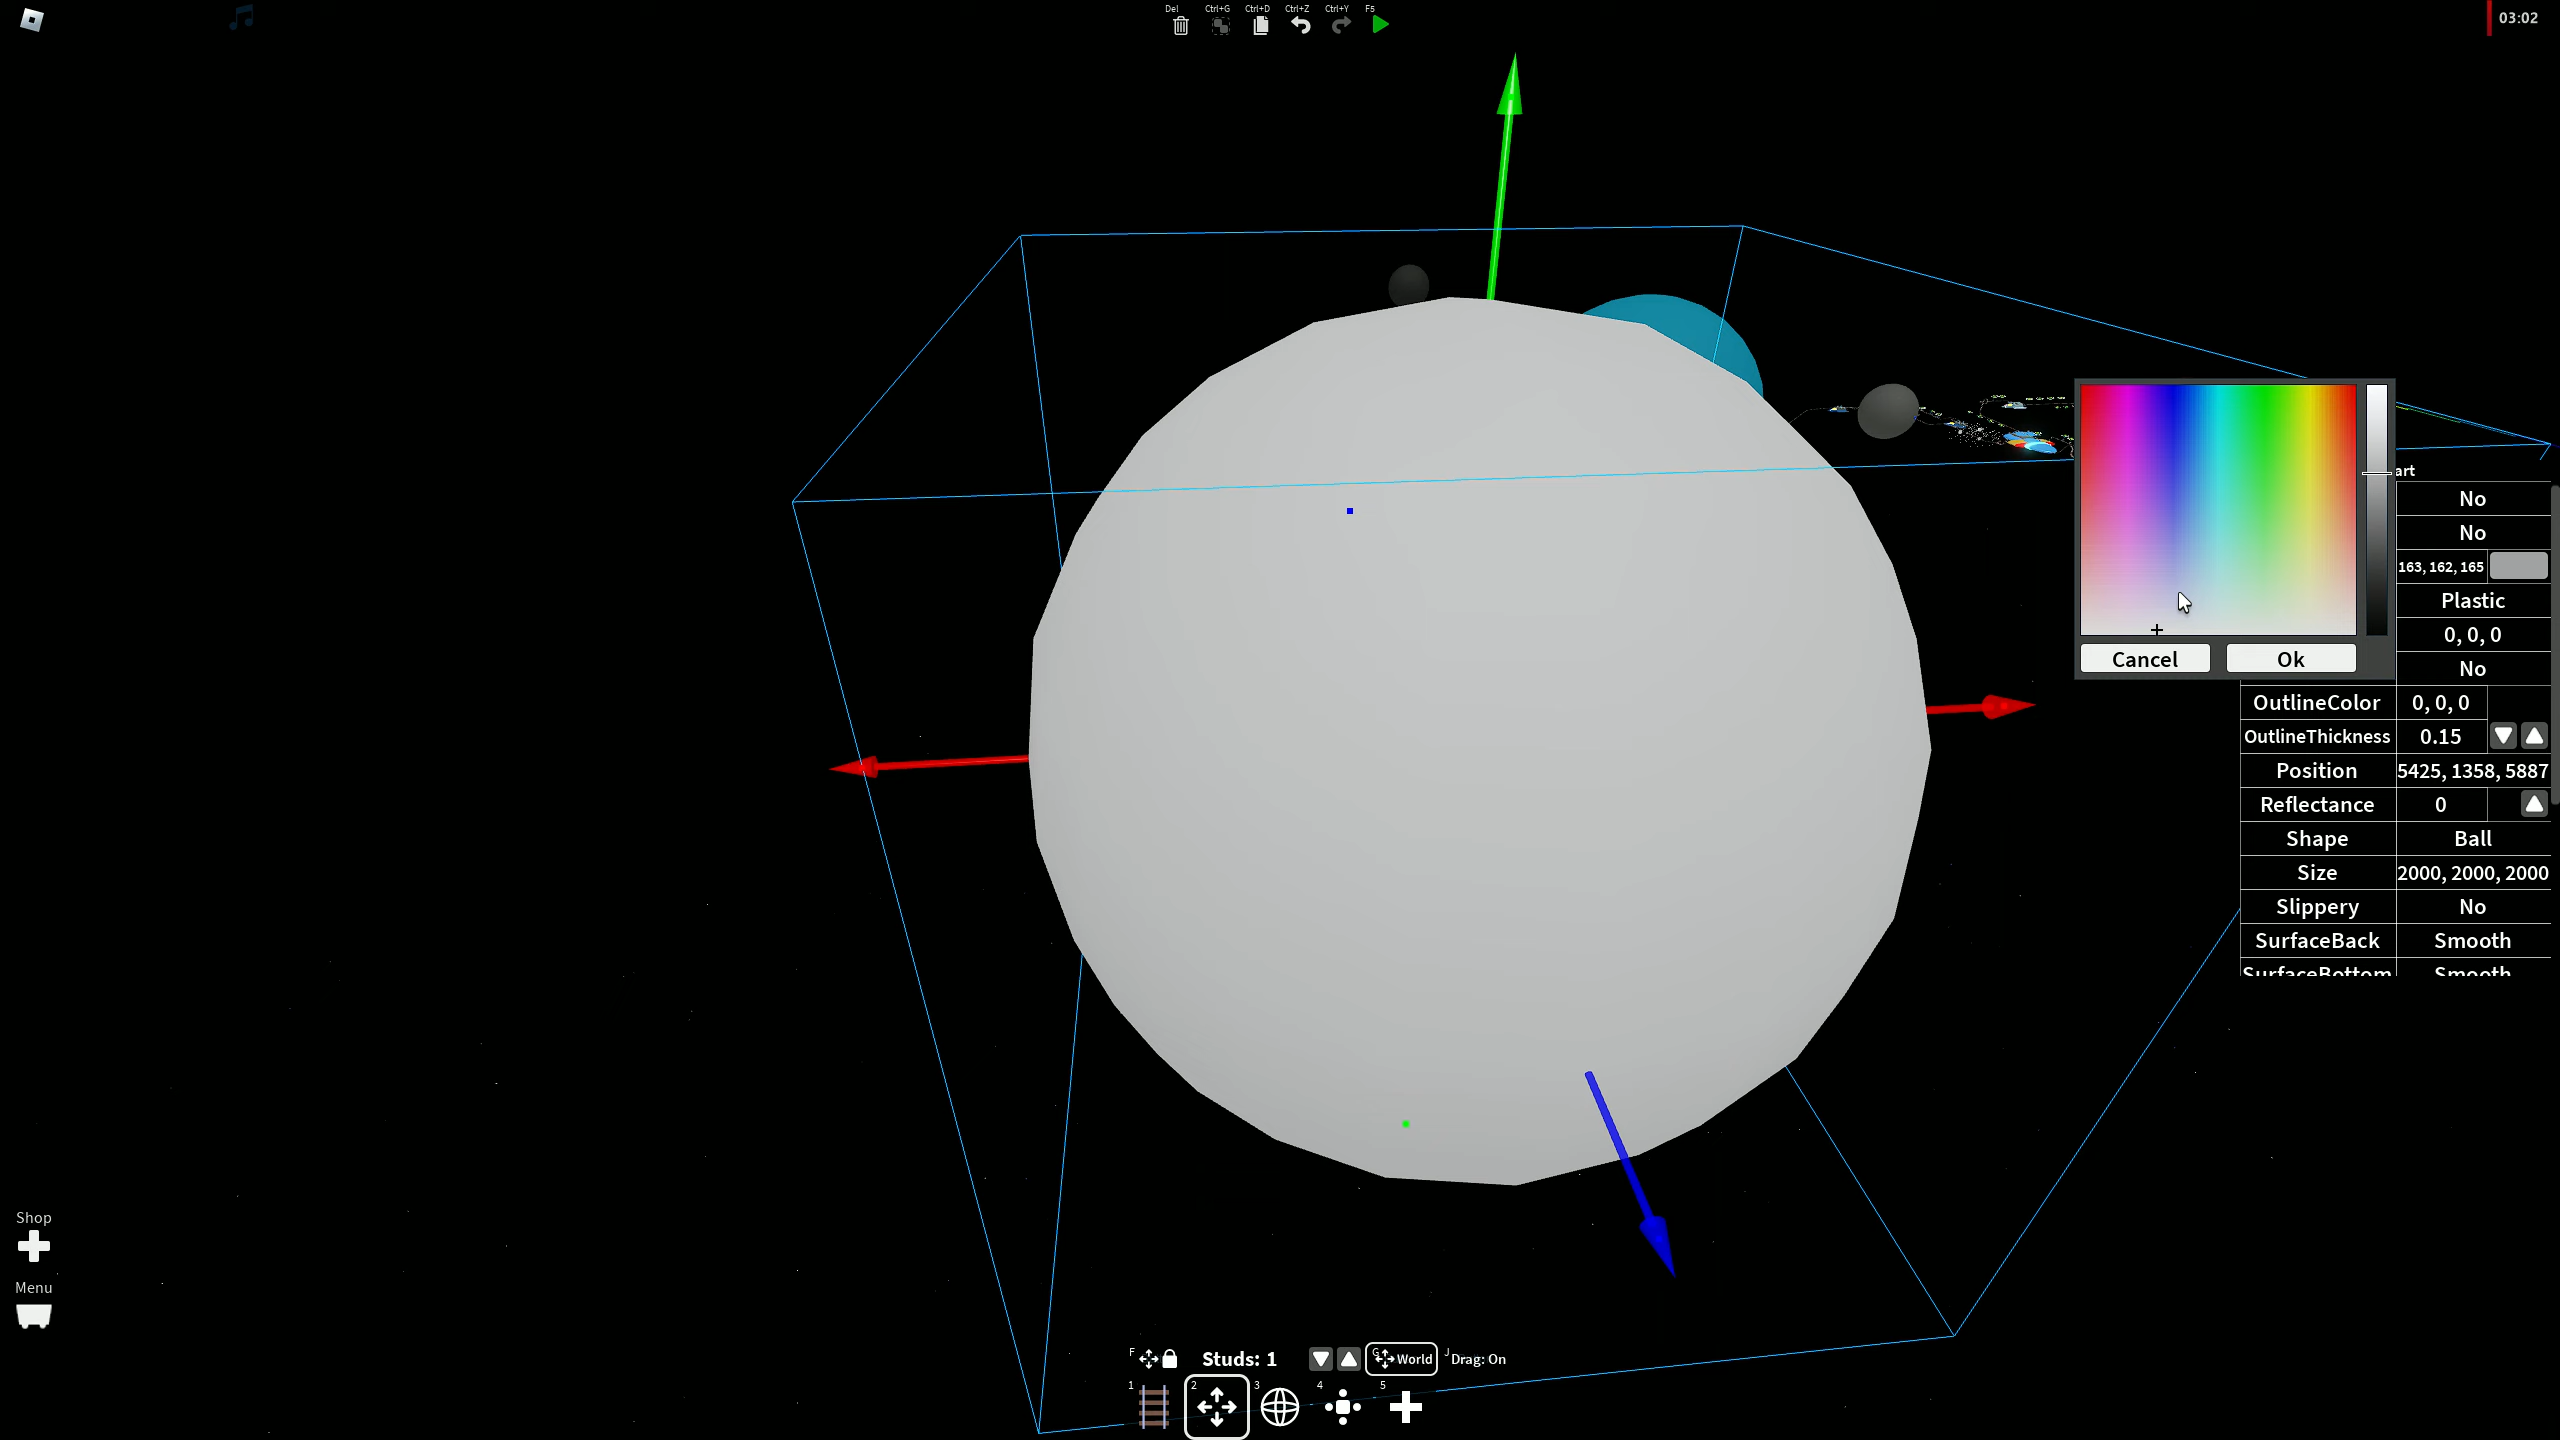 Del Ctrl+G Ctrl+D Ctrl+Z Ctrl+Y F5
03:02
art
No
No
163, 162, 165
Plastic
0, 0, 0
No
Cancel Ok
OutlineColor 0, 0, 0
OutlineThickness 0.15
Position 5425, 1358, 5887
Reflectance 0
Shape Ball
Size 2000, 2000, 2000
Slippery No
SurfaceBack Smooth
SurfaceBottom Smooth
Shop
Menu
F Studs: 1 G World J Drag: On
1 2 3 4 5